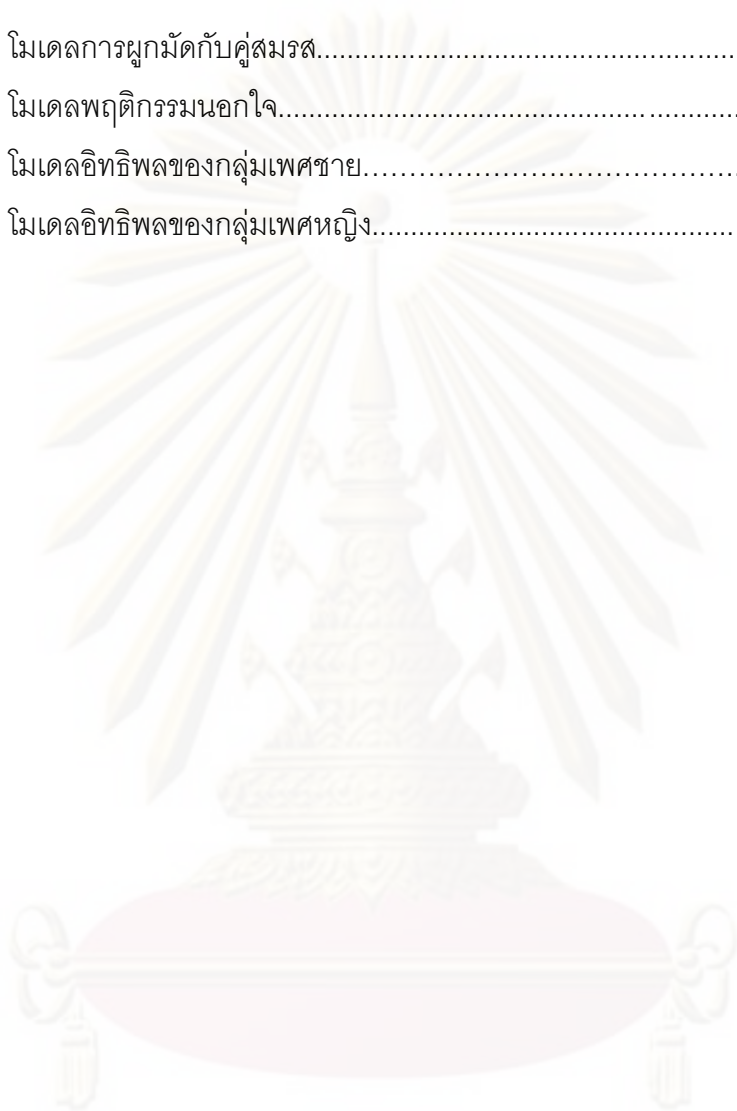 โมเดลการผูกมัดกับคู่สมรส................................................................
โมเดลพฤติกรรมนอกใจ.....................................................................
โมเดลอิทธิพลของกลุ่มเพศชาย………………………………………….
โมเดลอิทธิพลของกลุ่มเพศหญิง.......................................................